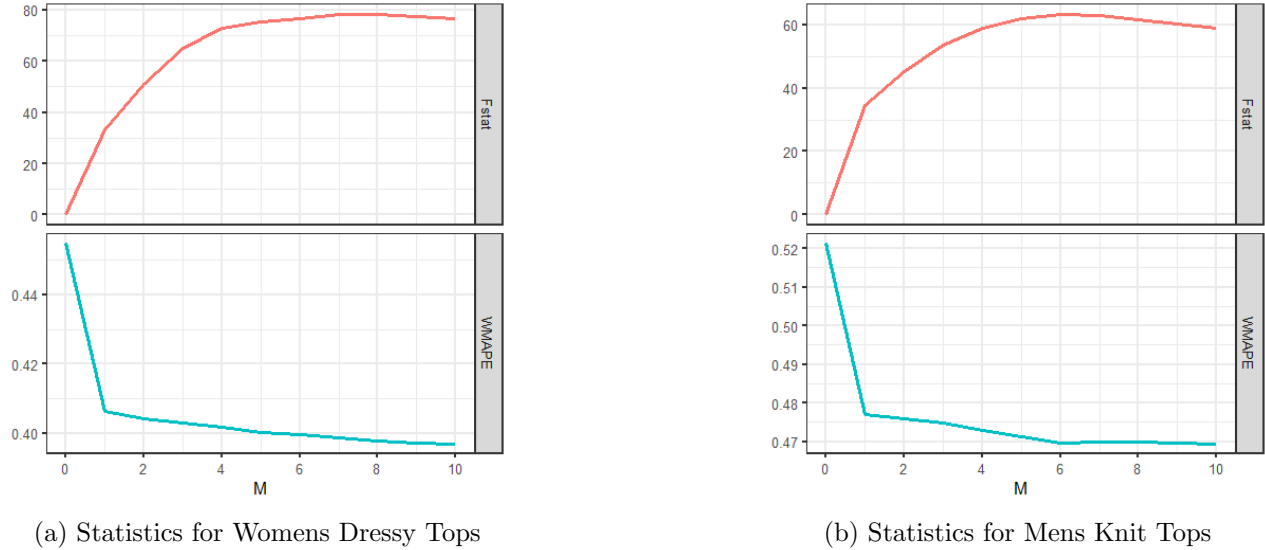 80
60
40
20
0
Fstat
0.44
0.42
0.40
WMAPE
0 2 4 6 8 10
M
(a) Statistics for Womens Dressy Tops
60
40
20
0
Fstat
0.52
0.51
0.50
0.49
0.48
0.47
WMAPE
0 2 4 6 8 10
M
(b) Statistics for Mens Knit Tops